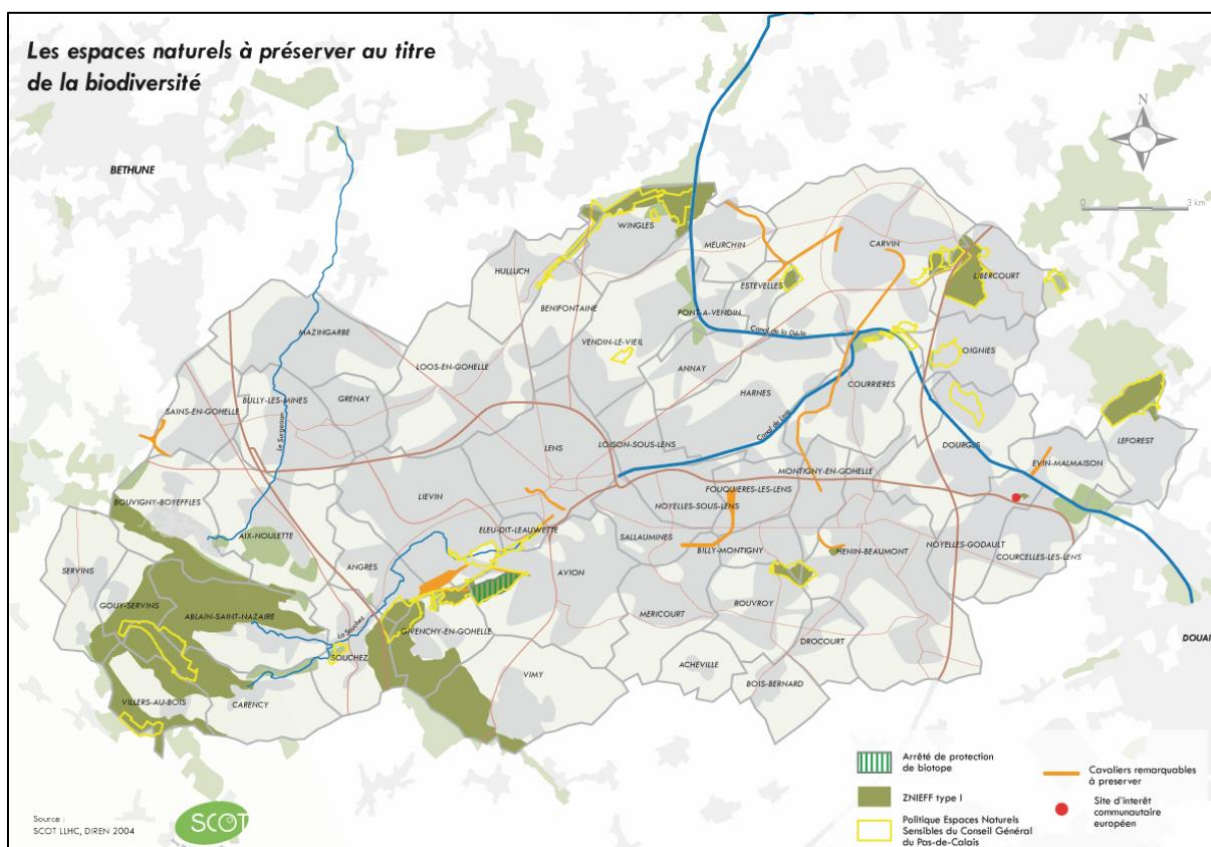 Les espaces naturels à préserver au titre
de la biodiversité
N
BETHUNE
0 3 km
WINGLES
MEURCHIN
CARVIN
HULLUCH
LIBERCOURT
ESTEVELLES
BENIFONTAINE
PONT-A-VENDIN
MAZINGARBE
Canal de la Deûle
VENDIN-LE-VIEIL
OIGNIES
LOOS-EN-GOHELLE
ANNAY
COURRIERES
HARNES
BULLY-LES-MINES
GRENAY
SAINS-EN-GOHELLE
Canal de Lens
LEFOREST
DOURGES
LENS
LOISON-SOUS-LENS
EVIN-MALMAISON
MONTIGNY-EN-GOHELLE
FOUQUIERES-LES-LENS
LIEVIN
BOUVIGNY-BOYEFFLES
NOYELLES-SOUS-LENS
ELEU-DIT-LEAUWETTE
AIX-NOULETTE
SALLAUMINES
BILLY-MONTIGNY
HENIN-BEAUMONT
NOYELLES-GODAULT
COURCELLES-LES-LENS
ANGRES
AVION
SERVINS
GOUY-SERVINS
ABLAIN-SAINT-NAZAIRE
La Souchez
GIVENCHY-EN-GOHELLE
MERICOURT
ROUVROY
DROCOURT
DOUAI
SOUCHEZ
VIMY
ACHEVILLE
BOIS-BERNARD
VILLERS-AU-BOIS
CARENCY
Arrêté de protection
de biotope
ZNIEFF type I
Politique Espaces Naturels
Sensibles du Conseil Général
du Pas-de-Calais
Cavaliers remarquables
à preserver
Site d'interêt
communautaire
européen
Source :
SCOT LLHC, DIREN 2004
SCOT